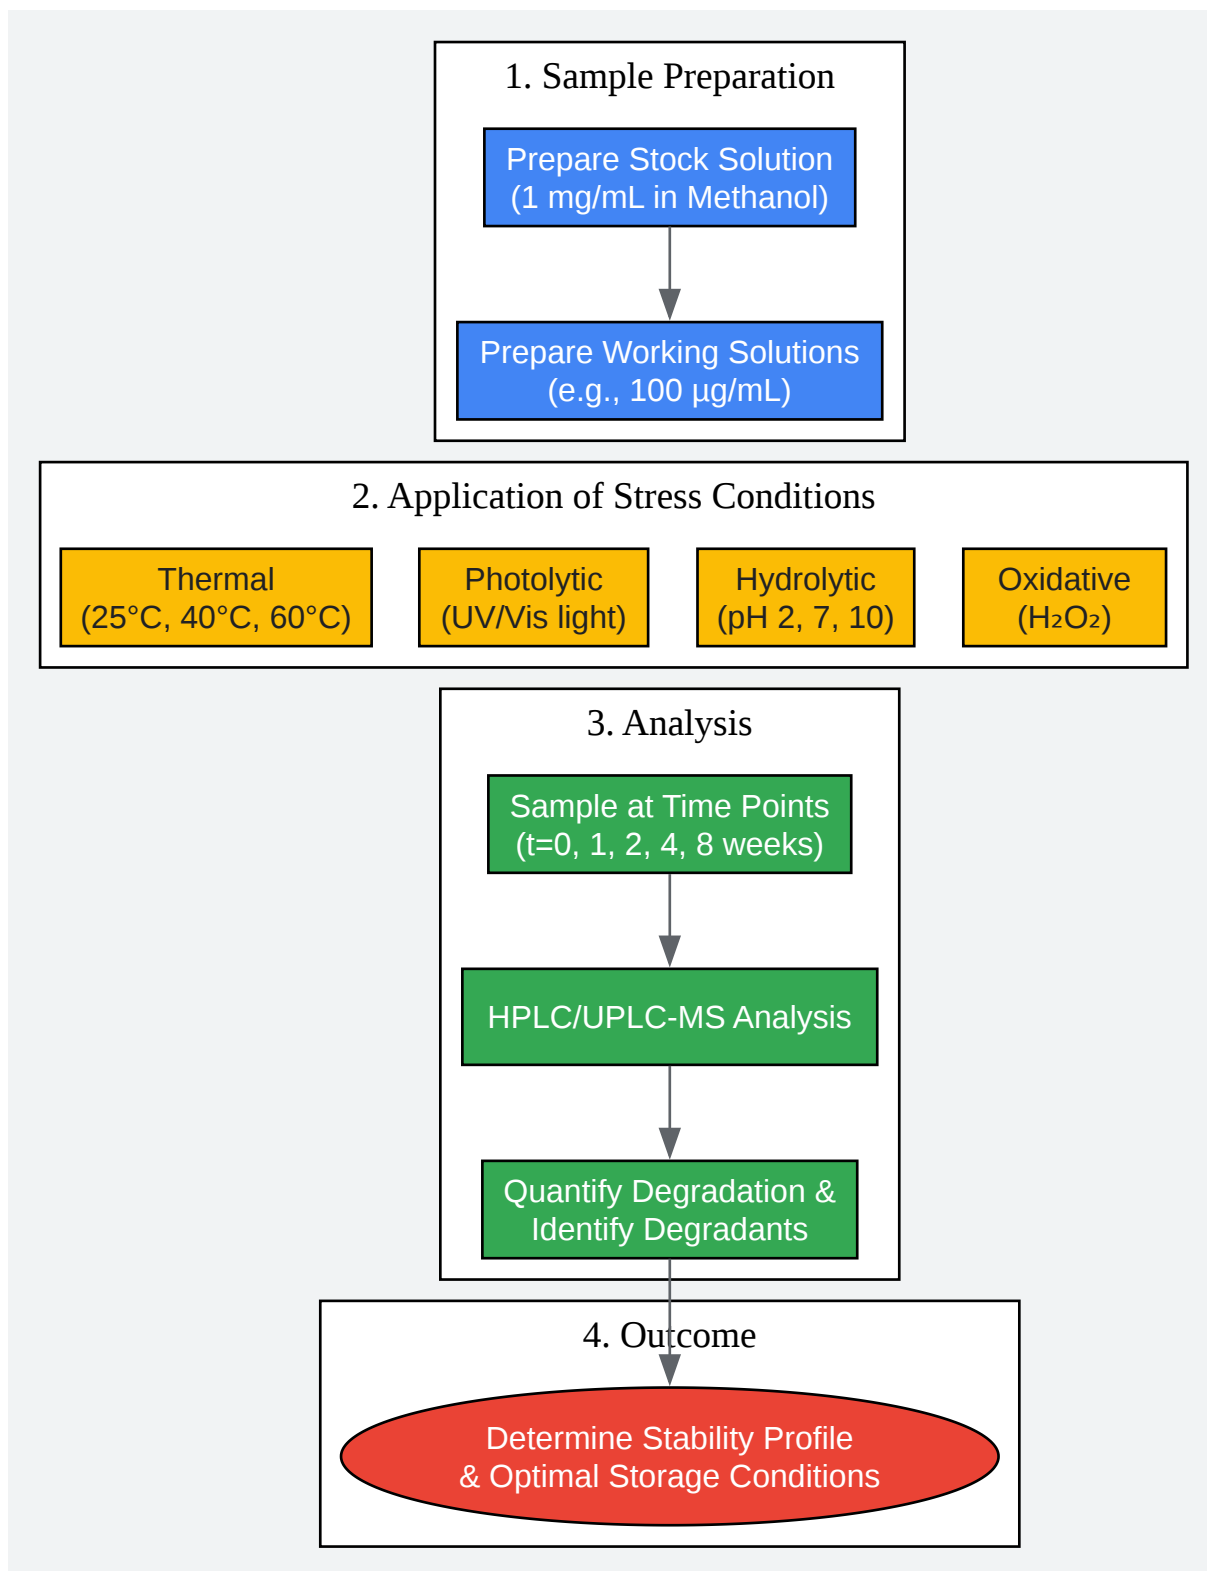 1. Sample Preparation
Prepare Stock Solution
(1 mg/mL in Methanol)
Prepare Working Solutions
(e.g., 100 µg/mL)
2. Application of Stress Conditions
Thermal
(25°C, 40°C, 60°C)
Photolytic
(UV/Vis light)
Hydrolytic
(pH 2, 7, 10)
Oxidative
(H₂O₂)
3. Analysis
Sample at Time Points
(t=0, 1, 2, 4, 8 weeks)
HPLC/UPLC-MS Analysis
Quantify Degradation &
Identify Degradants
4. Outcome
Determine Stability Profile
& Optimal Storage Conditions